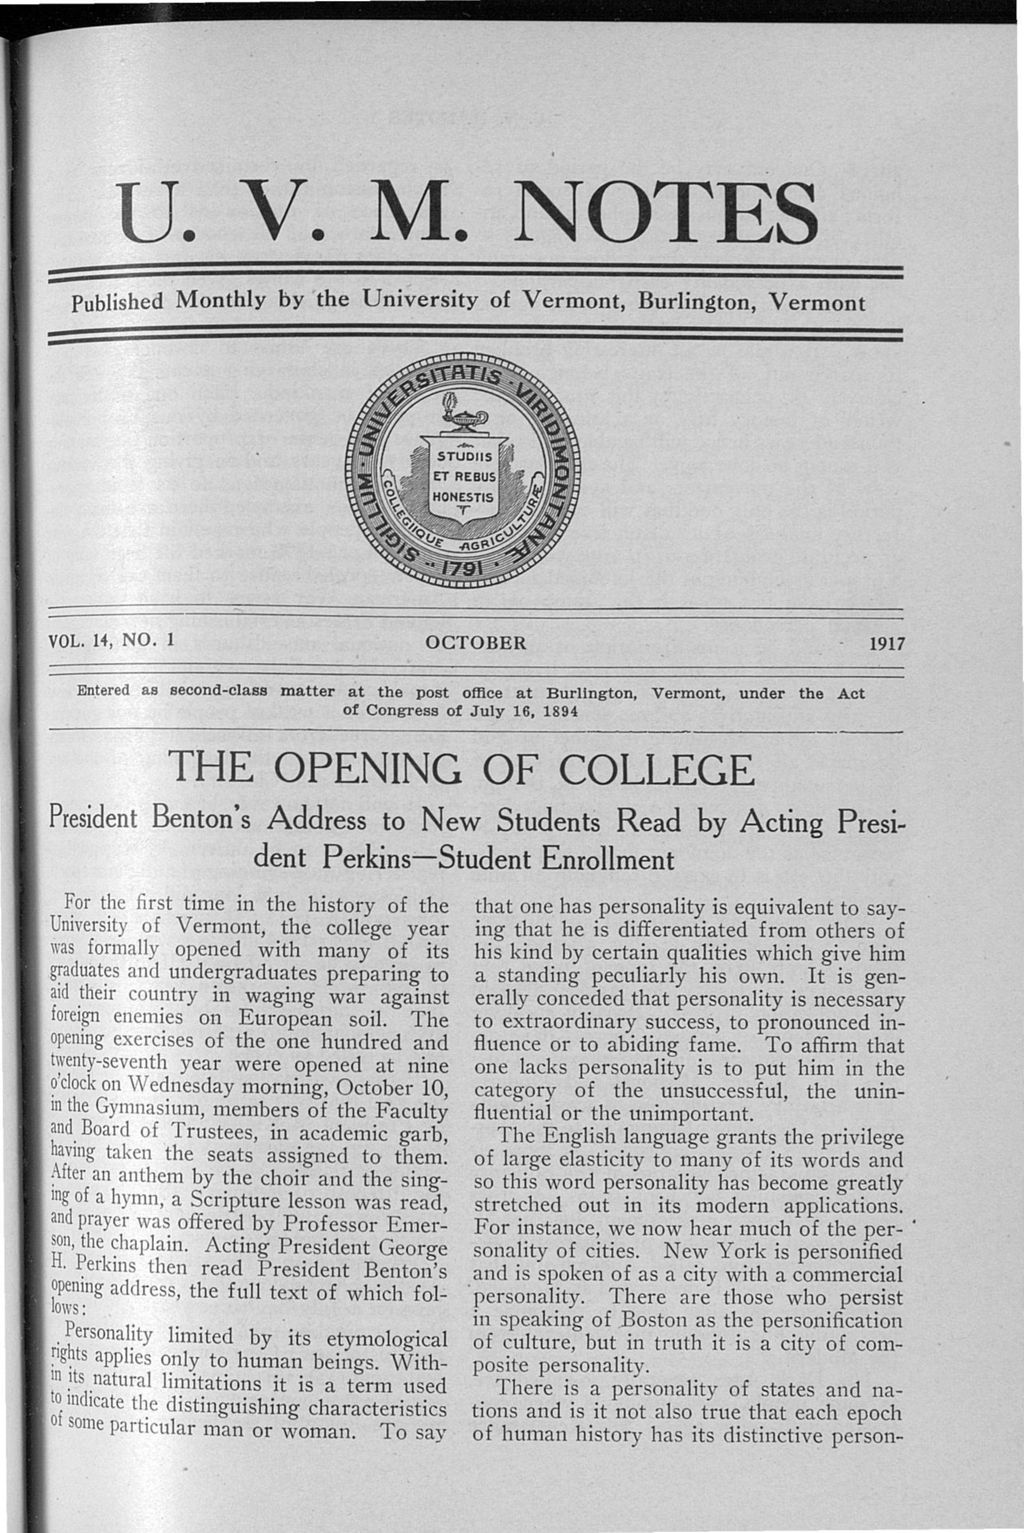 U. V. M. NOTES
Published Monthly by the University of Vermont, Burlington, Vermont
SIGILLUM · UNIVERSITATIS · VIRIDIMONTANÆ ·
COLLEGIIQUE AGRICULTURÆ
STUDIIS
ET REBUS
HONESTIS
·· 1791 ·
VOL. 14, NO. 1 OCTOBER 1917
Entered as second-class matter at the post office at Burlington, Vermont, under the Act
of Congress of July 16, 1894
THE OPENING OF COLLEGE
President Benton's Address to New Students Read by Acting Presi-
dent Perkins—Student Enrollment
For the first time in the history of the
University of Vermont, the college year
was formally opened with many of its
graduates and undergraduates preparing to
aid their country in waging war against
foreign enemies on European soil. The
opening exercises of the one hundred and
twenty-seventh year were opened at nine
o'clock on Wednesday morning, October 10,
in the Gymnasium, members of the Faculty
and Board of Trustees, in academic garb,
having taken the seats assigned to them.
After an anthem by the choir and the sing-
ing of a hymn, a Scripture lesson was read,
and prayer was offered by Professor Emer-
son, the chaplain. Acting President George
H. Perkins then read President Benton's
opening address, the full text of which fol-
lows:
Personality limited by its etymological
rights applies only to human beings. With-
in its natural limitations it is a term used
to indicate the distinguishing characteristics
of some particular man or woman. To say
that one has personality is equivalent to say-
ing that he is differentiated from others of
his kind by certain qualities which give him
a standing peculiarly his own. It is gen-
erally conceded that personality is necessary
to extraordinary success, to pronounced in-
fluence or to abiding fame. To affirm that
one lacks personality is to put him in the
category of the unsuccessful, the unin-
fluential or the unimportant.
The English language grants the privilege
of large elasticity to many of its words and
so this word personality has become greatly
stretched out in its modern applications.
For instance, we now hear much of the per-
sonality of cities. New York is personified
and is spoken of as a city with a commercial
personality. There are those who persist
in speaking of Boston as the personification
of culture, but in truth it is a city of com-
posite personality.
There is a personality of states and na-
tions and is it not also true that each epoch
of human history has its distinctive person-